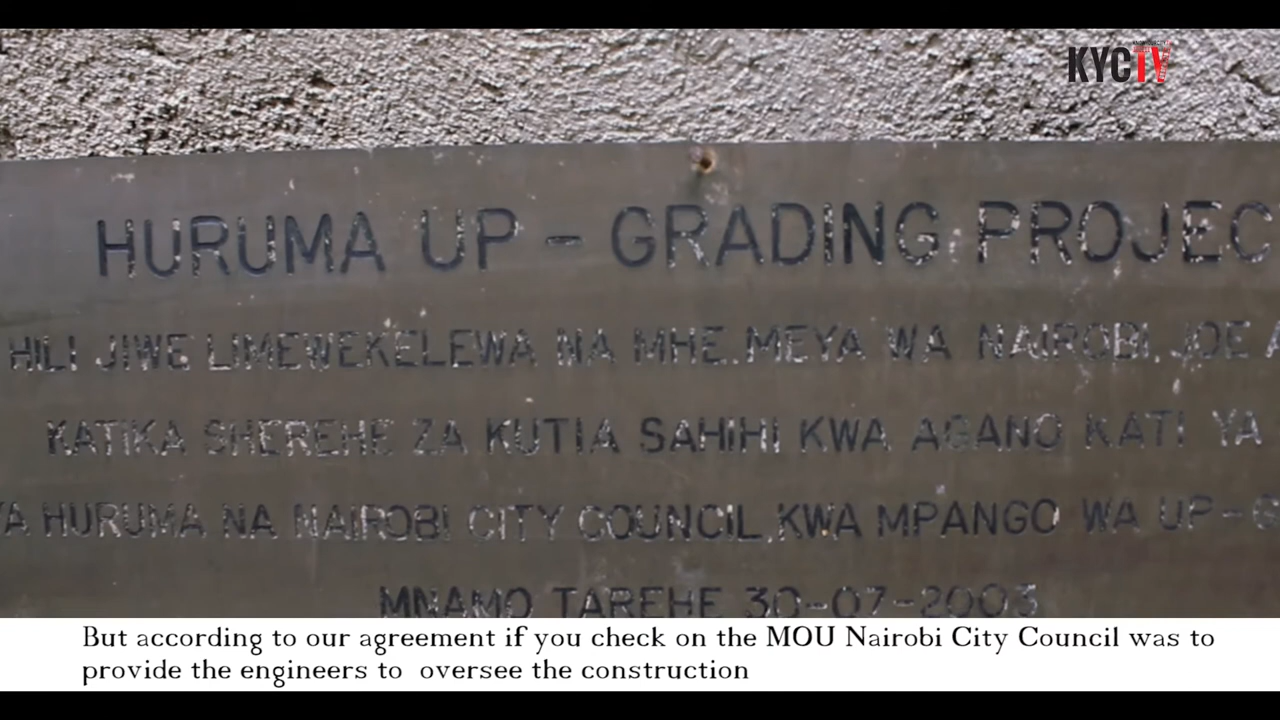 KYCTV
HURUMA UP - GRADING PROJEC
HILI JIWE LIMEWEKELEWA NA MHE. MEYA WA NAIROBI, JOE A
KATIKA SHEREHE ZA KUTIA SAHIHI KWA AGANO KATI YA
YA HURUMA NA NAIROBI CITY COUNCIL, KWA MPANGO WA UP-G
MNAMO TAREHE 30-07-2003
But according to our agreement if you check on the MOU Nairobi City Council was to
provide the engineers to oversee the construction